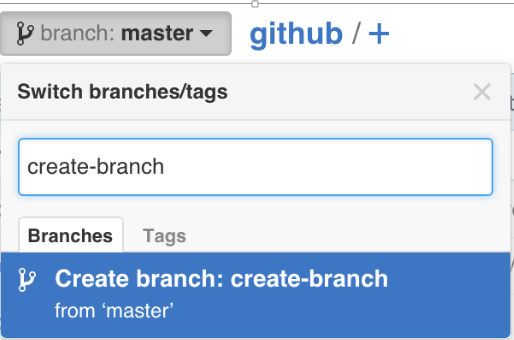 branch: master github / +
Switch branches/tags
create-branch
Branches Tags
Create branch: create-branch
from ‘master’